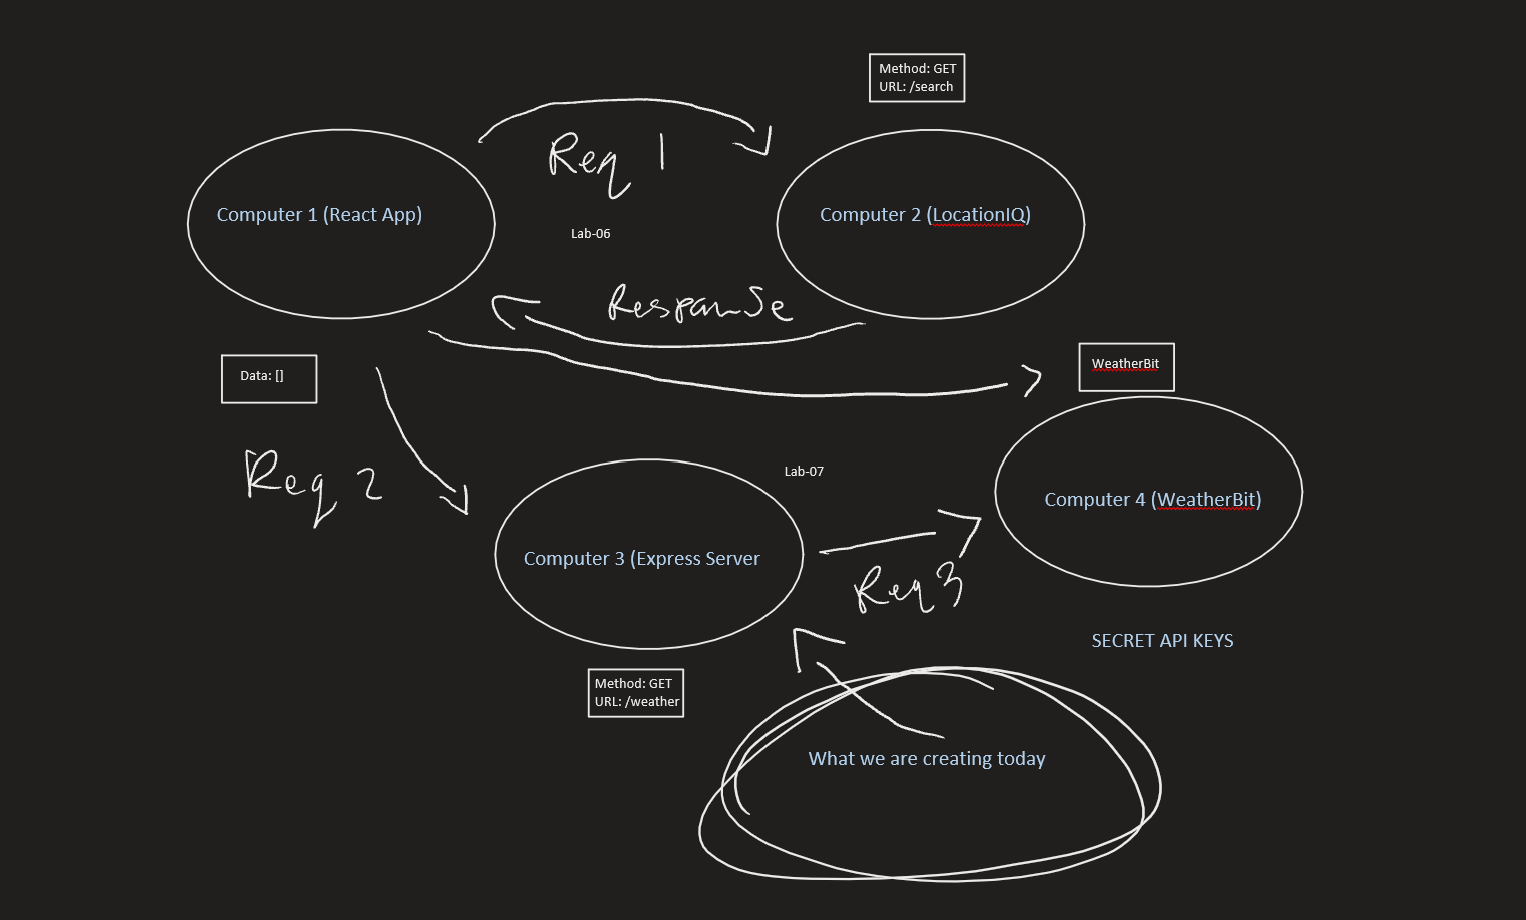 Method: GET
URL: /search
Req 1
Computer 1 (React App)
Computer 2 (LocationIQ)
Lab-06
Response
WeatherBit
Data: []
Req 2
Lab-07
Computer 4 (WeatherBit)
Computer 3 (Express Server
Req 3
SECRET API KEYS
Method: GET
URL: /weather
What we are creating today